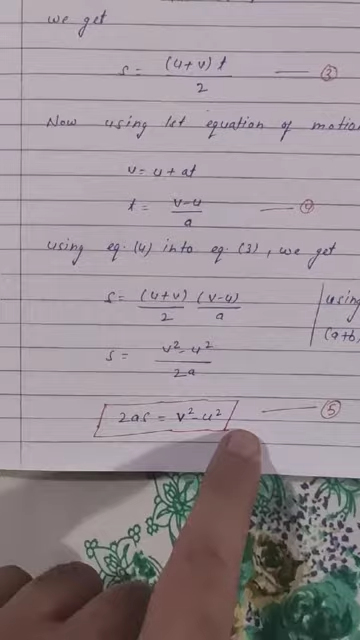 we get
s = (u+v) t / 2 — ③
Now using 1st equation of motion
v = u + at
t = v-u / a — ④
using eq. (4) into eq. (3), we get
s = (u+v) / 2 (v-u) / a
using
(a+b)
s = v² - u² / 2a
2as = v² - u² — ⑤